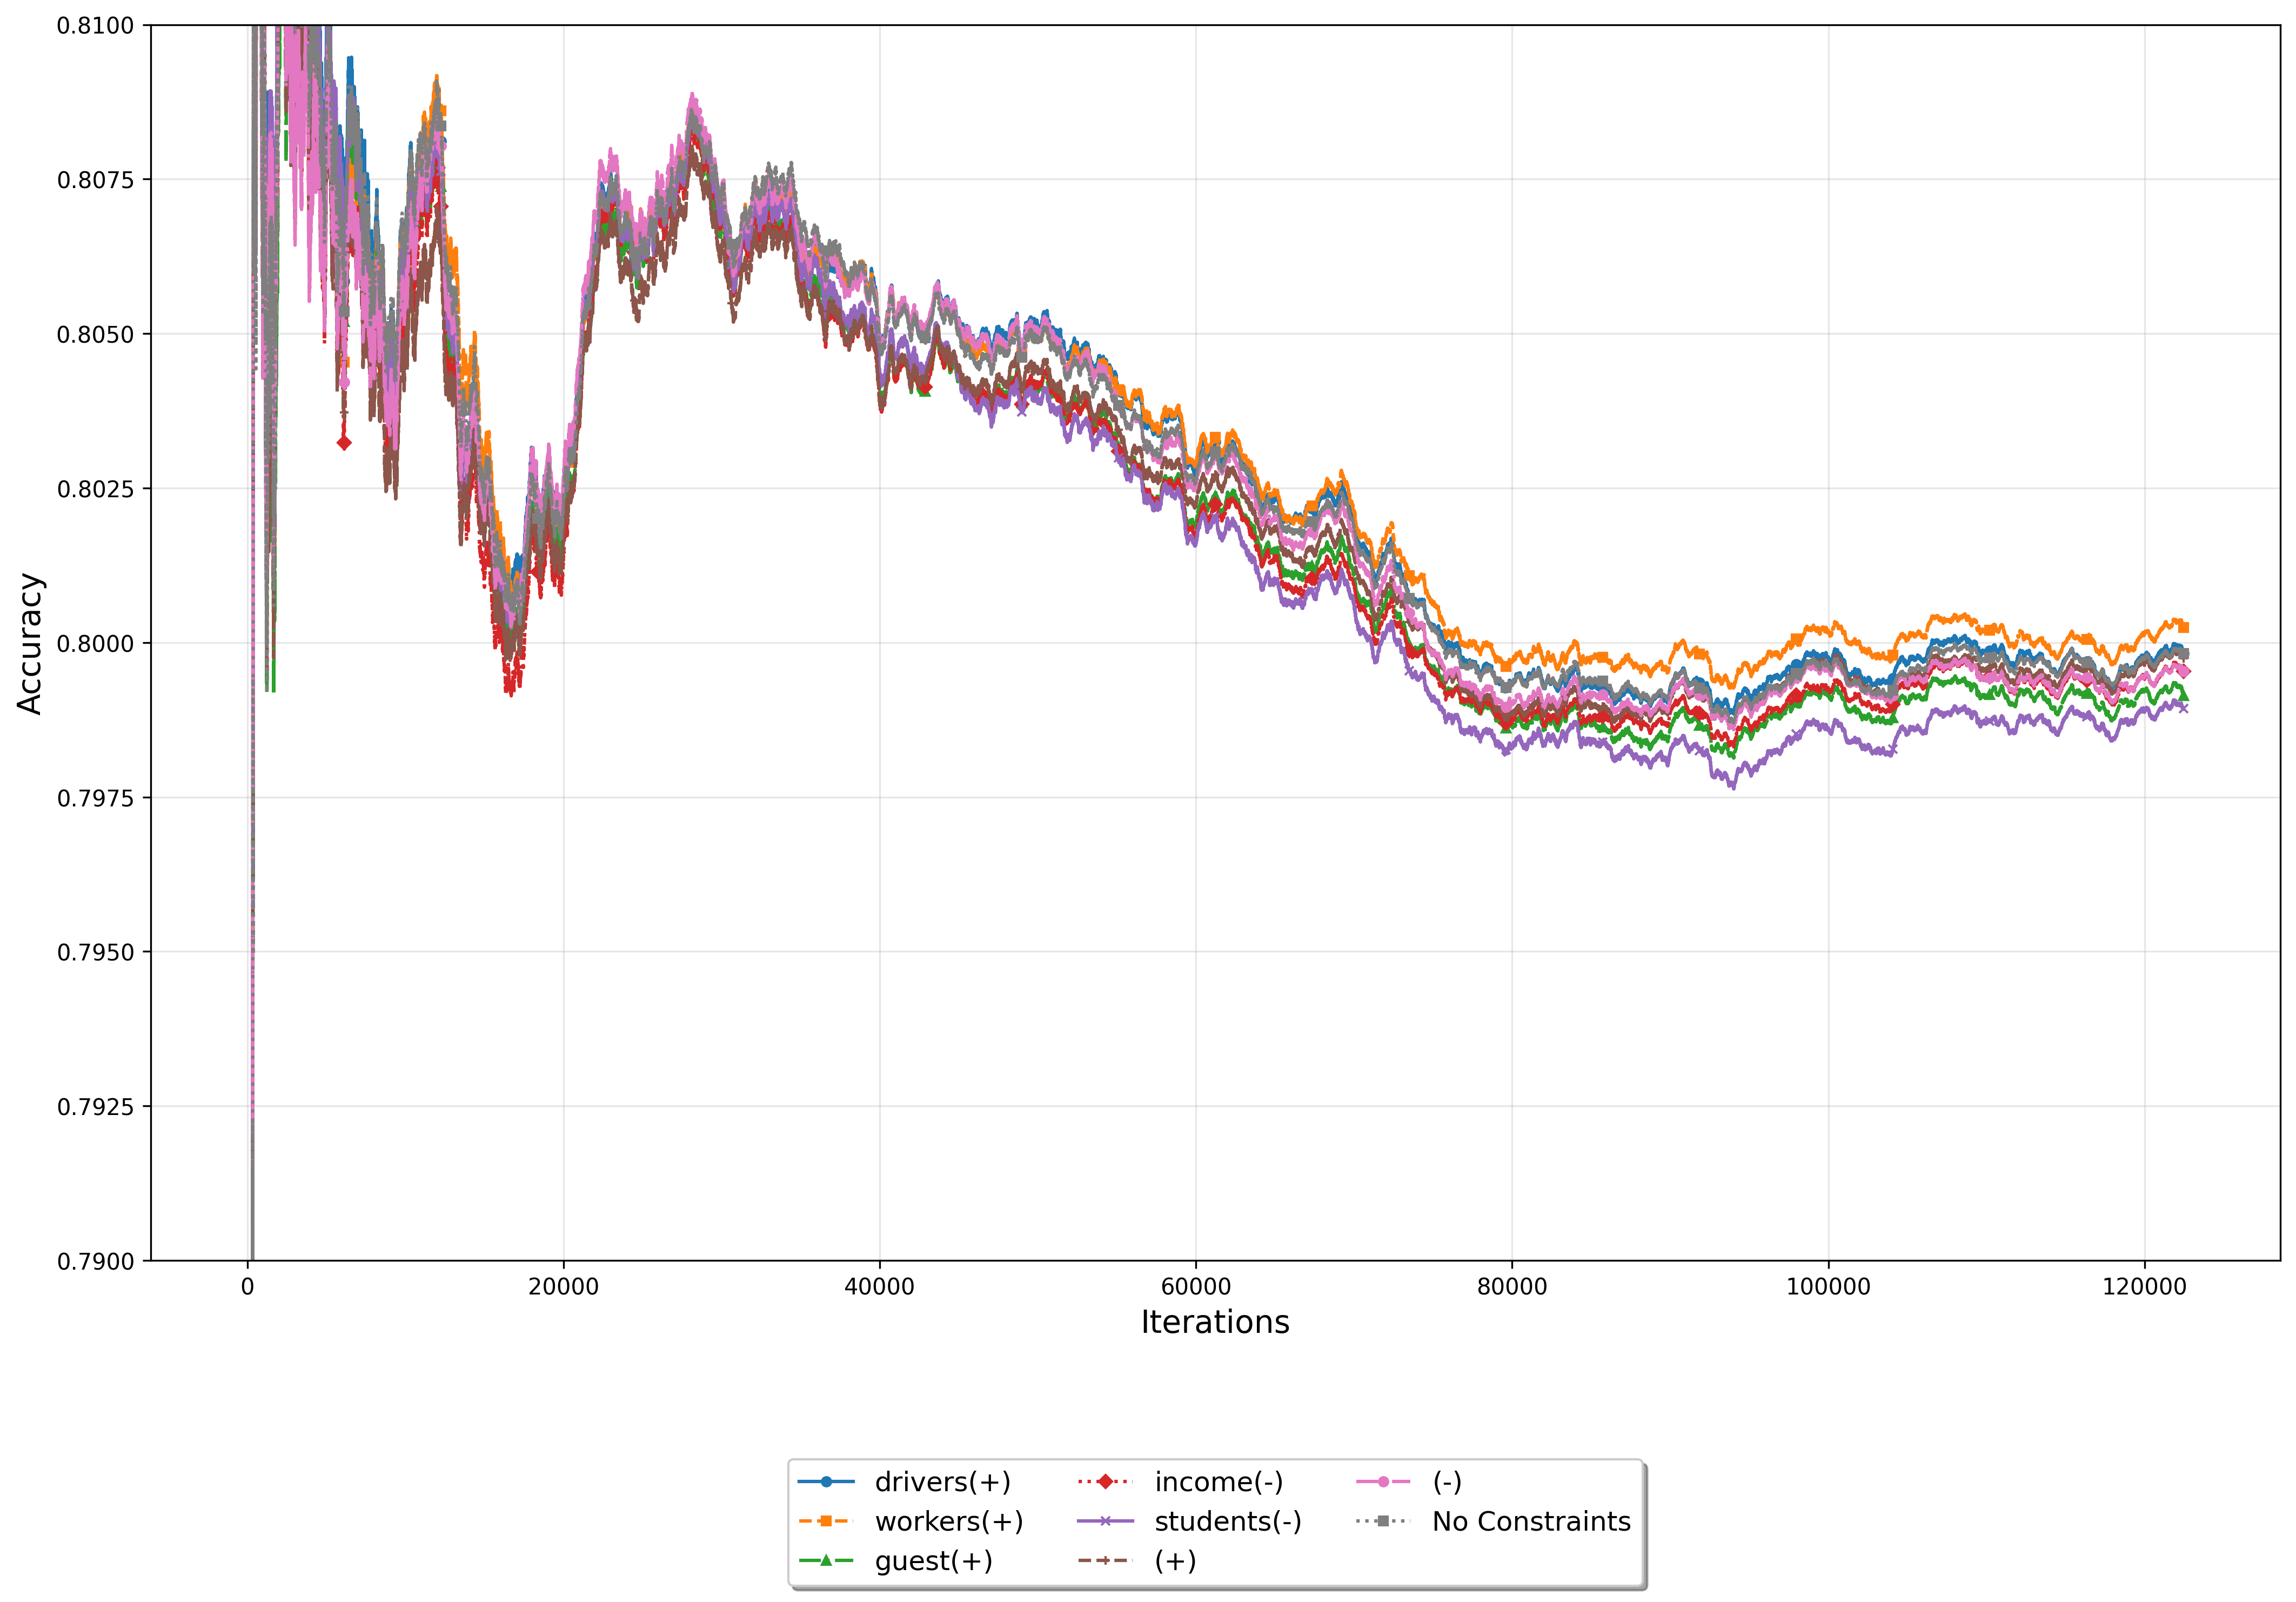 0.8100
0.8075
0.8050
0.8025
0.8000
0.7975
0.7950
0.7925
0.7900
Accuracy
0 20000 40000 60000 80000 100000 120000
Iterations
drivers(+) income(-) (-)
workers(+) students(-) No Constraints
guest(+) (+)